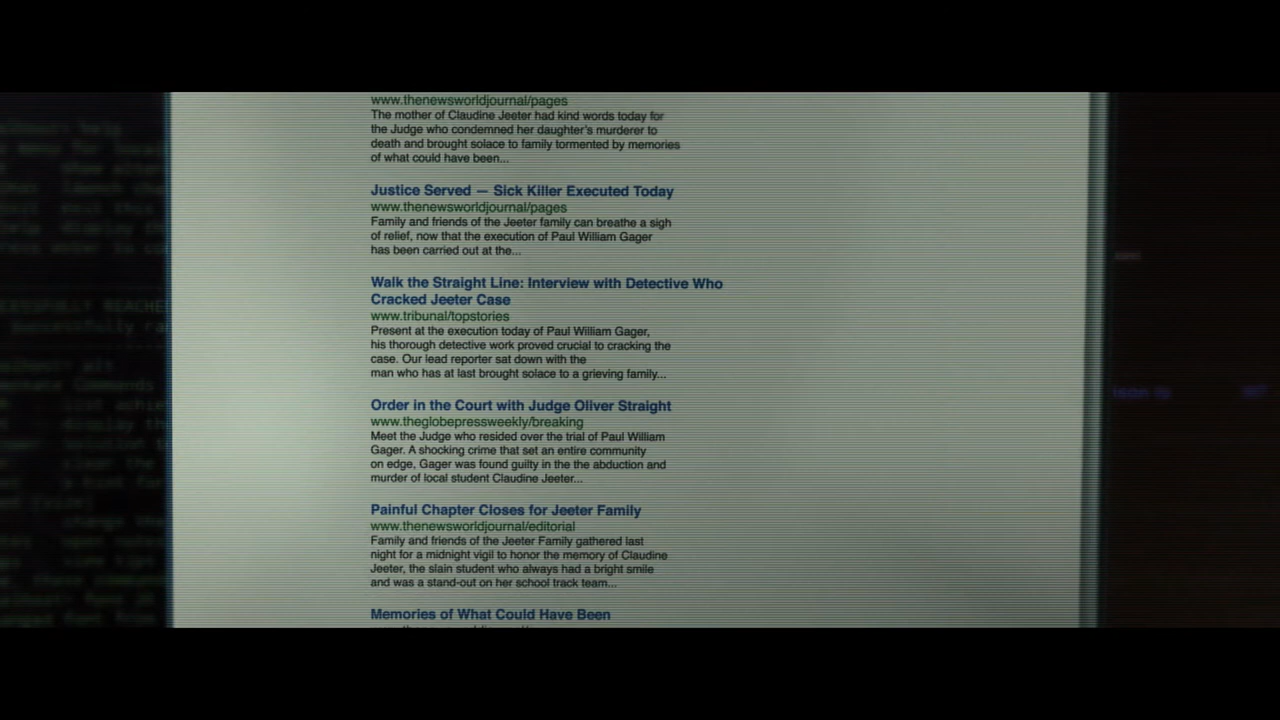 www.thenewsworldjournal/pages
The mother of Claudine Jeeter had kind words today for
the Judge who condemned her daughter's murderer to
death and brought solace to family tormented by memories
of what could have been...
Justice Served — Sick Killer Executed Today
www.thenewsworldjournal/pages
Family and friends of the Jeeter family can breathe a sigh
of relief, now that the execution of Paul William Gager
has been carried out at the...
Walk the Straight Line: Interview with Detective Who
Cracked Jeeter Case
www.tribunal/topstories
Present at the execution today of Paul William Gager,
his thorough detective work proved crucial to cracking the
case. Our lead reporter sat down with the
man who has at last brought solace to a grieving family...
Order in the Court with Judge Oliver Straight
www.theglobepressweekly/breaking
Meet the Judge who resided over the trial of Paul William
Gager. A shocking crime that set an entire community
on edge, Gager was found guilty in the the abduction and
murder of local student Claudine Jeeter...
Painful Chapter Closes for Jeeter Family
www.thenewsworldjournal/editorial
Family and friends of the Jeeter Family gathered last
night for a midnight vigil to honor the memory of Claudine
Jeeter, the slain student who always had a bright smile
and was a stand-out on her school track team...
Memories of What Could Have Been